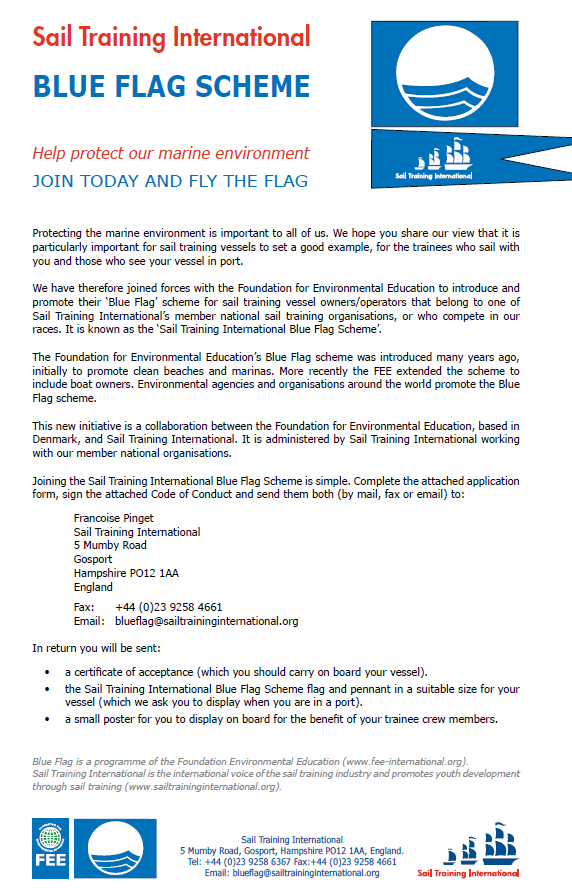 Sail Training International
BLUE FLAG SCHEME
Help protect our marine environment
JOIN TODAY AND FLY THE FLAG
Sail Training International
Protecting the marine environment is important to all of us. We hope you share our view that it is
particularly important for sail training vessels to set a good example, for the trainees who sail with
you and those who see your vessel in port.
We have therefore joined forces with the Foundation for Environmental Education to introduce and
promote their ‘Blue Flag’ scheme for sail training vessel owners/operators that belong to one of
Sail Training International’s member national sail training organisations, or who compete in our
races. It is known as the ‘Sail Training International Blue Flag Scheme’.
The Foundation for Environmental Education’s Blue Flag scheme was introduced many years ago,
initially to promote clean beaches and marinas. More recently the FEE extended the scheme to
include boat owners. Environmental agencies and organisations around the world promote the Blue
Flag scheme.
This new initiative is a collaboration between the Foundation for Environmental Education, based in
Denmark, and Sail Training International. It is administered by Sail Training International working
with our member national organisations.
Joining the Sail Training International Blue Flag Scheme is simple. Complete the attached application
form, sign the attached Code of Conduct and send them both (by mail, fax or email) to:
Francoise Pinget
Sail Training International
5 Mumby Road
Gosport
Hampshire PO12 1AA
England
Fax: +44 (0)23 9258 4661
Email: blueflag@sailtraininginternational.org
In return you will be sent:
• a certificate of acceptance (which you should carry on board your vessel).
• the Sail Training International Blue Flag Scheme flag and pennant in a suitable size for your
vessel (which we ask you to display when you are in a port).
• a small poster for you to display on board for the benefit of your trainee crew members.
Blue Flag is a programme of the Foundation Environmental Education (www.fee-international.org).
Sail Training International is the international voice of the sail training industry and promotes youth development
through sail training (www.sailtraininginternational.org).
FEE
Sail Training International
5 Mumby Road, Gosport, Hampshire PO12 1AA, England.
Tel: +44 (0)23 9258 6367 Fax:+44 (0)23 9258 4661
Email: blueflag@sailtraininginternational.org
Sail Training International